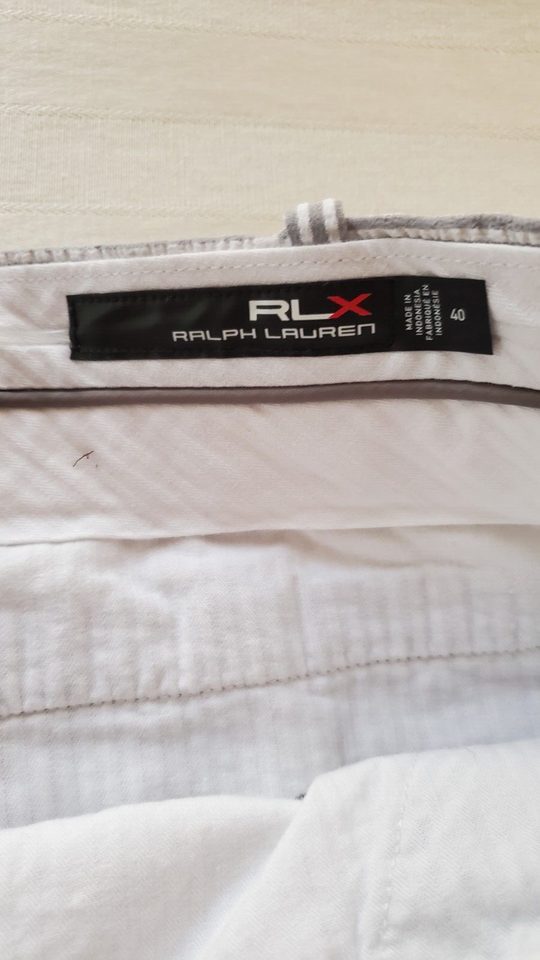 RLX
RALPH LAUREN
MADE IN
INDONESIA
FABRIQUÉ EN
INDONÉSIE
40